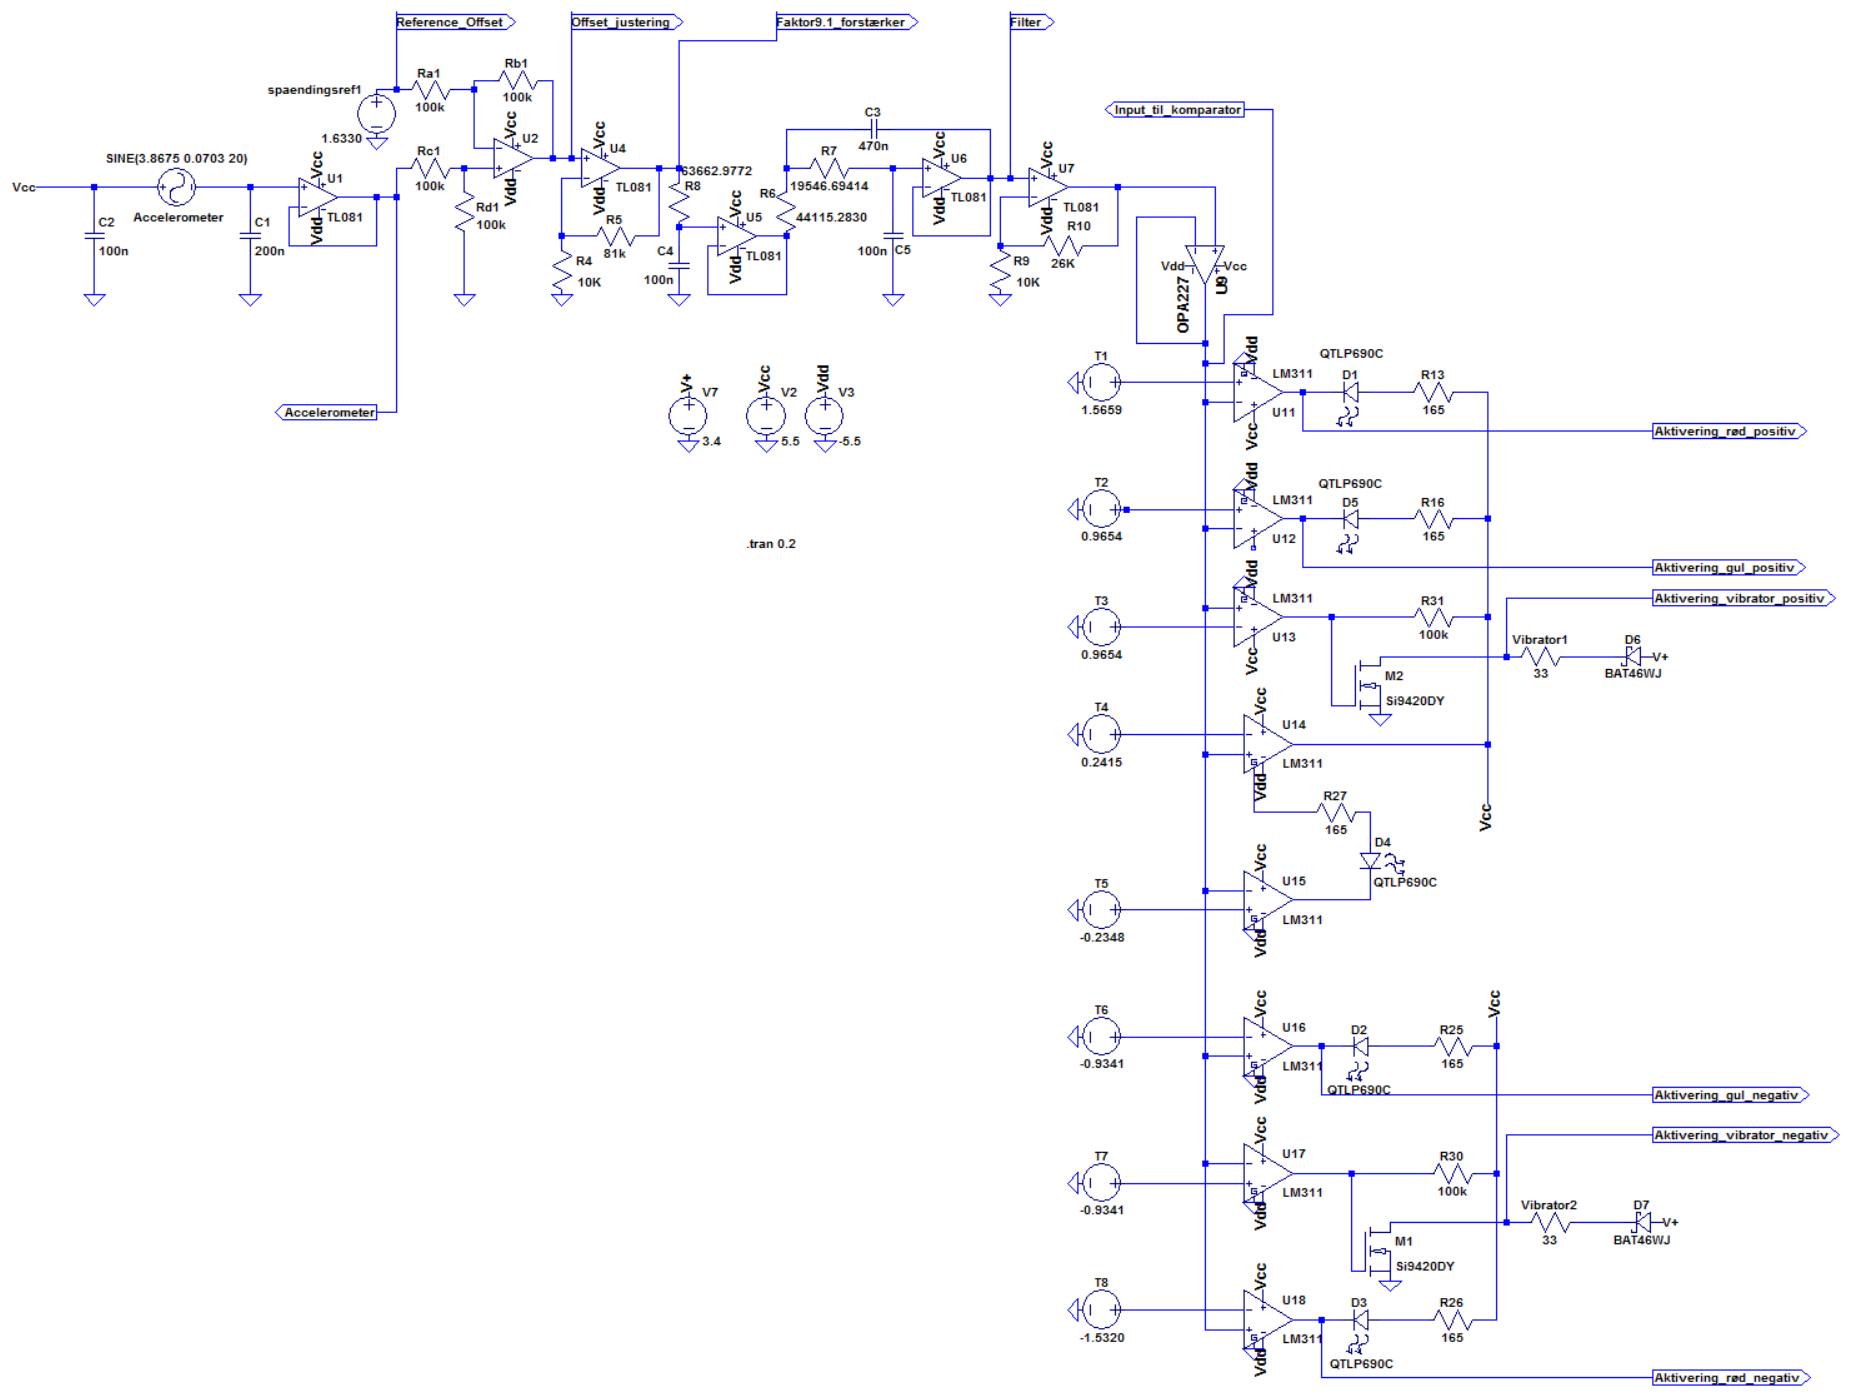 Reference_Offset
Offset_justering
Faktor9.1_forstærker
Filter
Ra1
100k
Rb1
100k
spaendingsref1
1.6330
Vcc
U2
Vdd
Rc1
100k
Rd1
100k
SINE(3.8675 0.0703 20)
Vcc
Accelerometer
C2
100n
C1
200n
Vcc
U1
TL081
Vdd
Accelerometer
Vcc
U4
TL081
Vdd
R5
81k
R4
10K
63662.9772
R8
C4
100n
Vcc
U5
TL081
Vdd
R6
44115.2830
C3
470n
R7
19546.69414
Vcc
U6
TL081
Vdd
100n
C5
Vcc
U7
TL081
Vdd
R10
26K
R9
10K
Input_til_komparator
Vdd
Vcc
U9
OPA227
V+
V7
3.4
Vcc
V2
5.5
Vdd
V3
-5.5
.tran 0.2
T1
1.5659
Vdd
LM311
U11
Vcc
QTLP690C
D1
R13
165
Aktivering_rød_positiv
T2
0.9654
Vdd
LM311
U12
QTLP690C
D5
R16
165
Aktivering_gul_positiv
T3
0.9654
Vdd
LM311
U13
Vcc
R31
100k
Aktivering_vibrator_positiv
Vibrator1
33
D6
BAT46WJ
V+
M2
Si9420DY
T4
0.2415
Vcc
U14
LM311
Vdd
R27
165
Vcc
D4
QTLP690C
T5
-0.2348
Vcc
U15
LM311
Vdd
T6
-0.9341
Vcc
U16
LM311
Vdd
D2
QTLP690C
R25
165
Vcc
Aktivering_gul_negativ
Aktivering_vibrator_negativ
T7
-0.9341
Vcc
U17
LM311
Vdd
R30
100k
Vibrator2
33
D7
BAT46WJ
V+
M1
Si9420DY
T8
-1.5320
Vcc
U18
LM311
Vdd
D3
QTLP690C
R26
165
Aktivering_rød_negativ